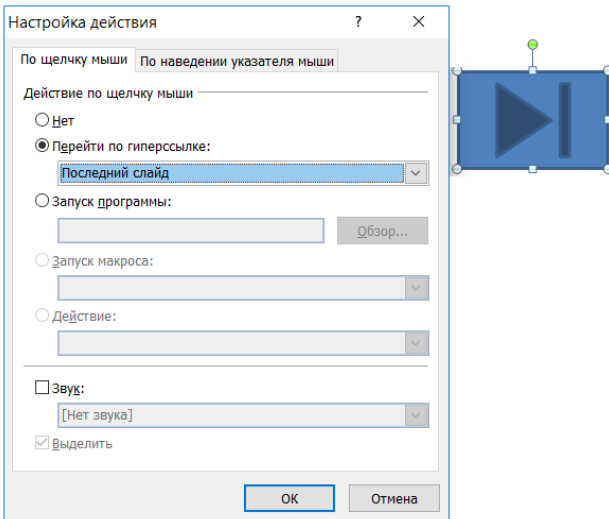 Настройка действия
По щелчку мыши
По наведении указателя мыши
Действие по щелчку мыши
Нет
Перейти по гиперссылке:
Последний слайд
Запуск программы:
Обзор...
Запуск макроса:
Действие:
Звук:
[Нет звука]
Выделить
ОК
Отмена